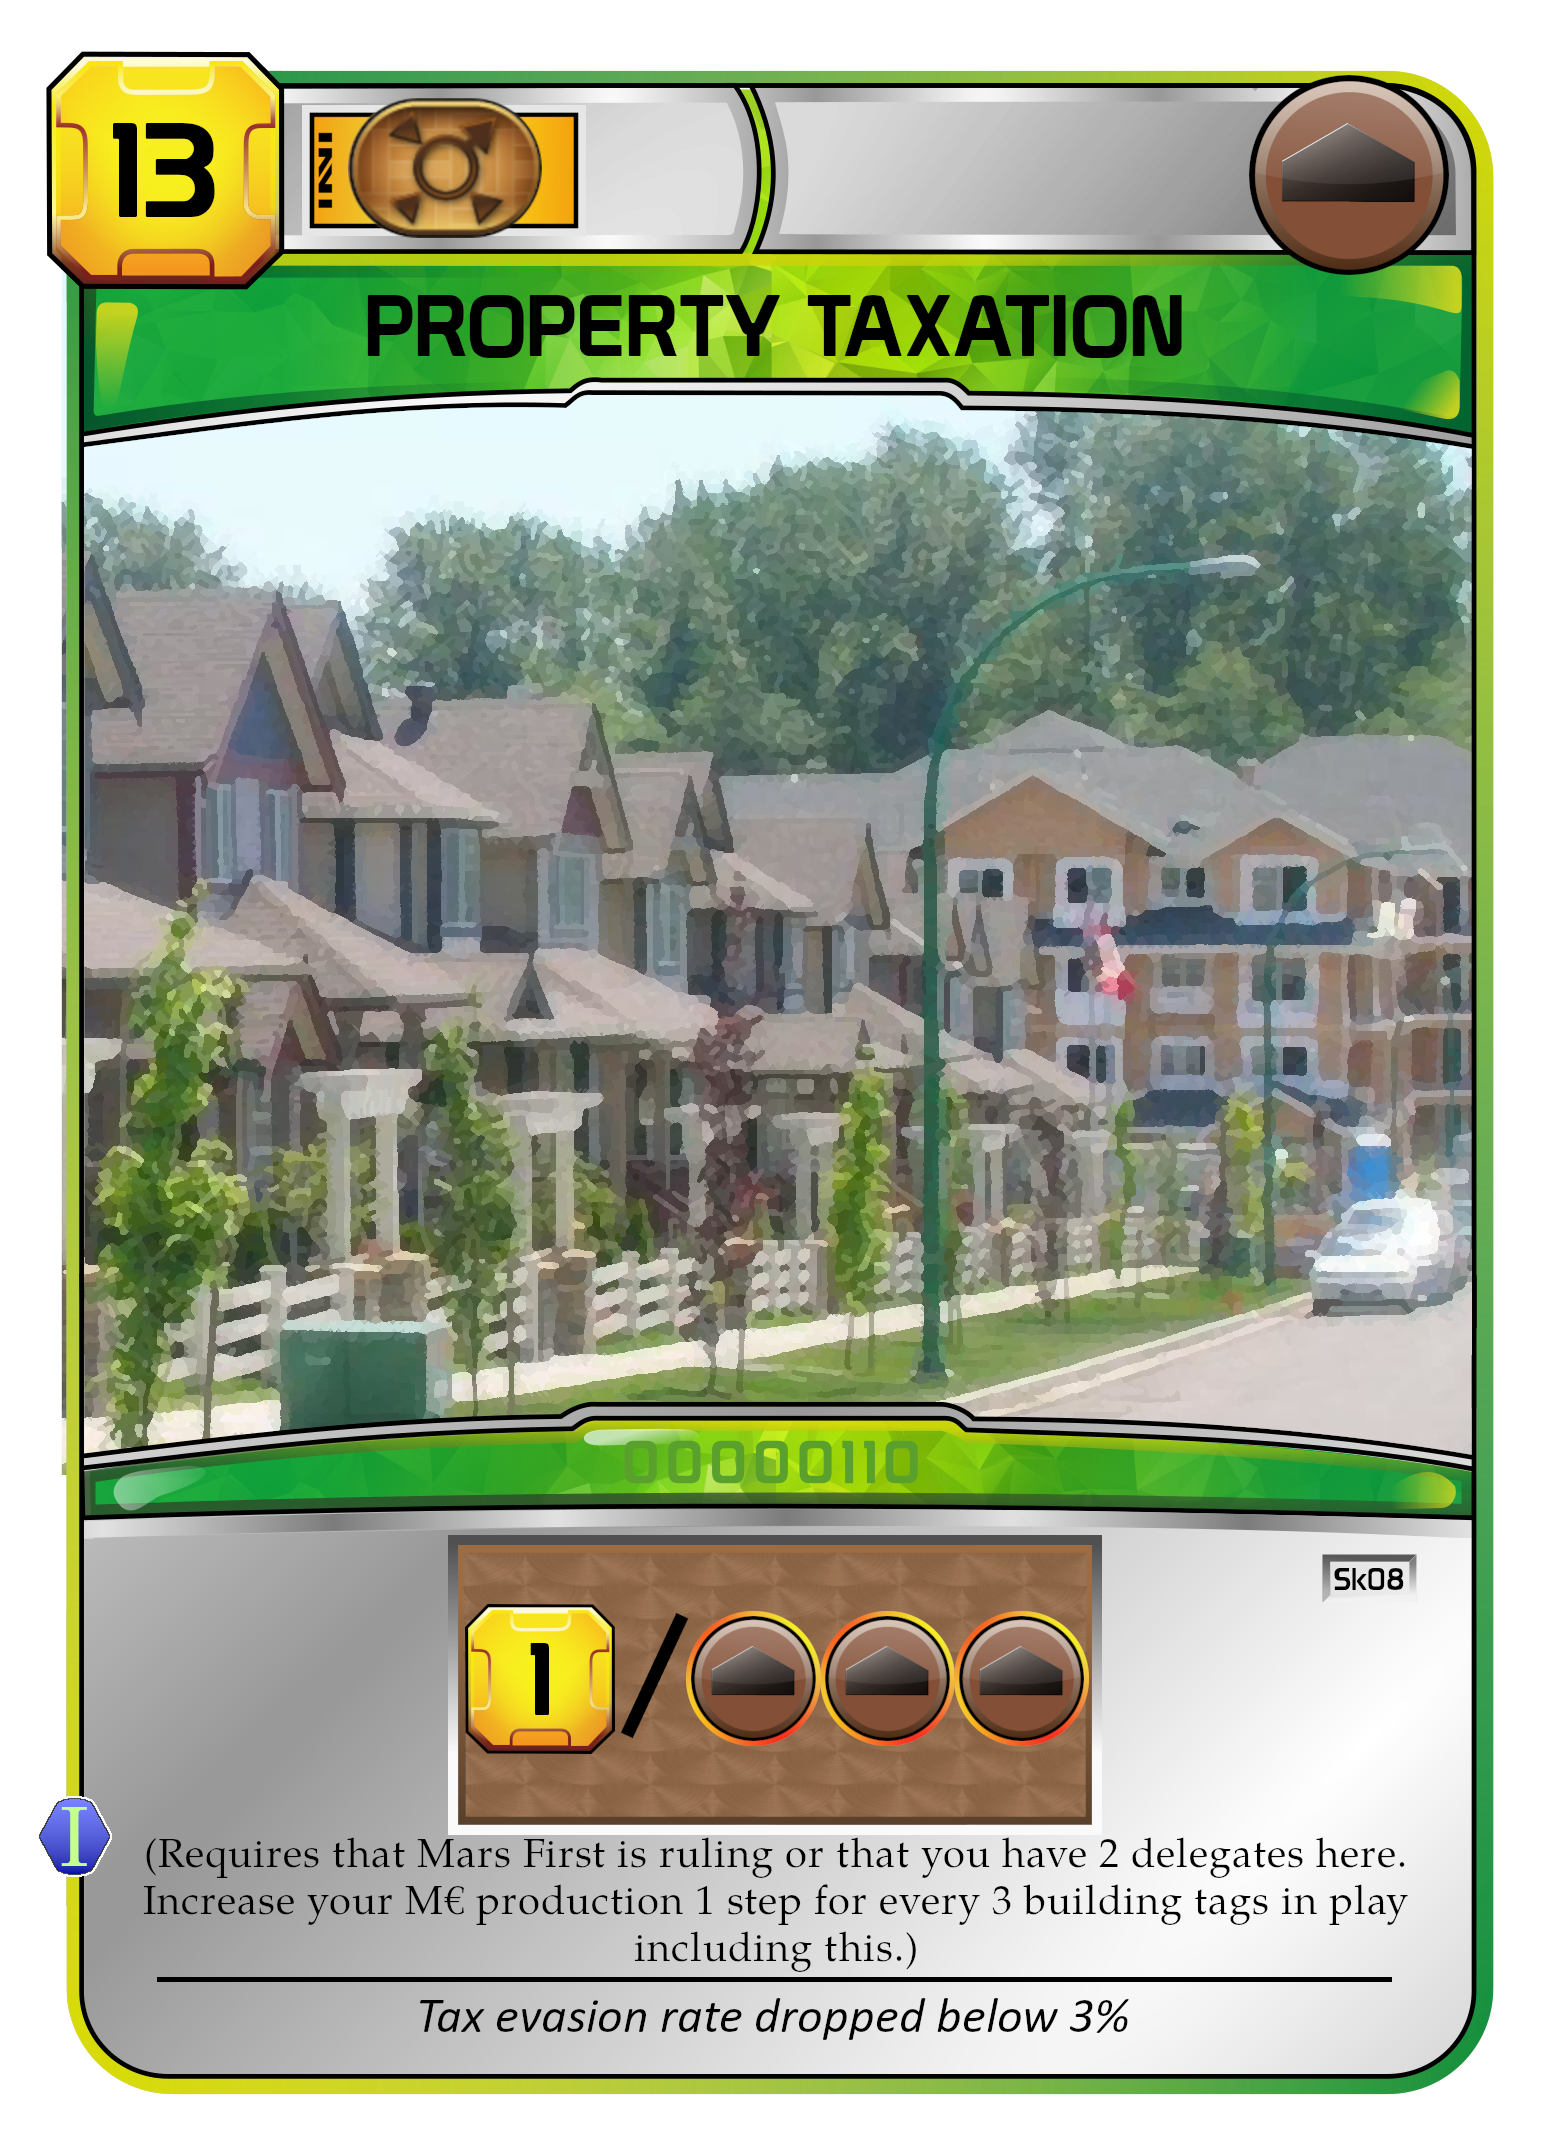 13
INI
PROPERTY TAXATION
00000110
Sk08
1
I
(Requires that Mars First is ruling or that you have 2 delegates here.
Increase your M€ production 1 step for every 3 building tags in play
including this.)
Tax evasion rate dropped below 3%